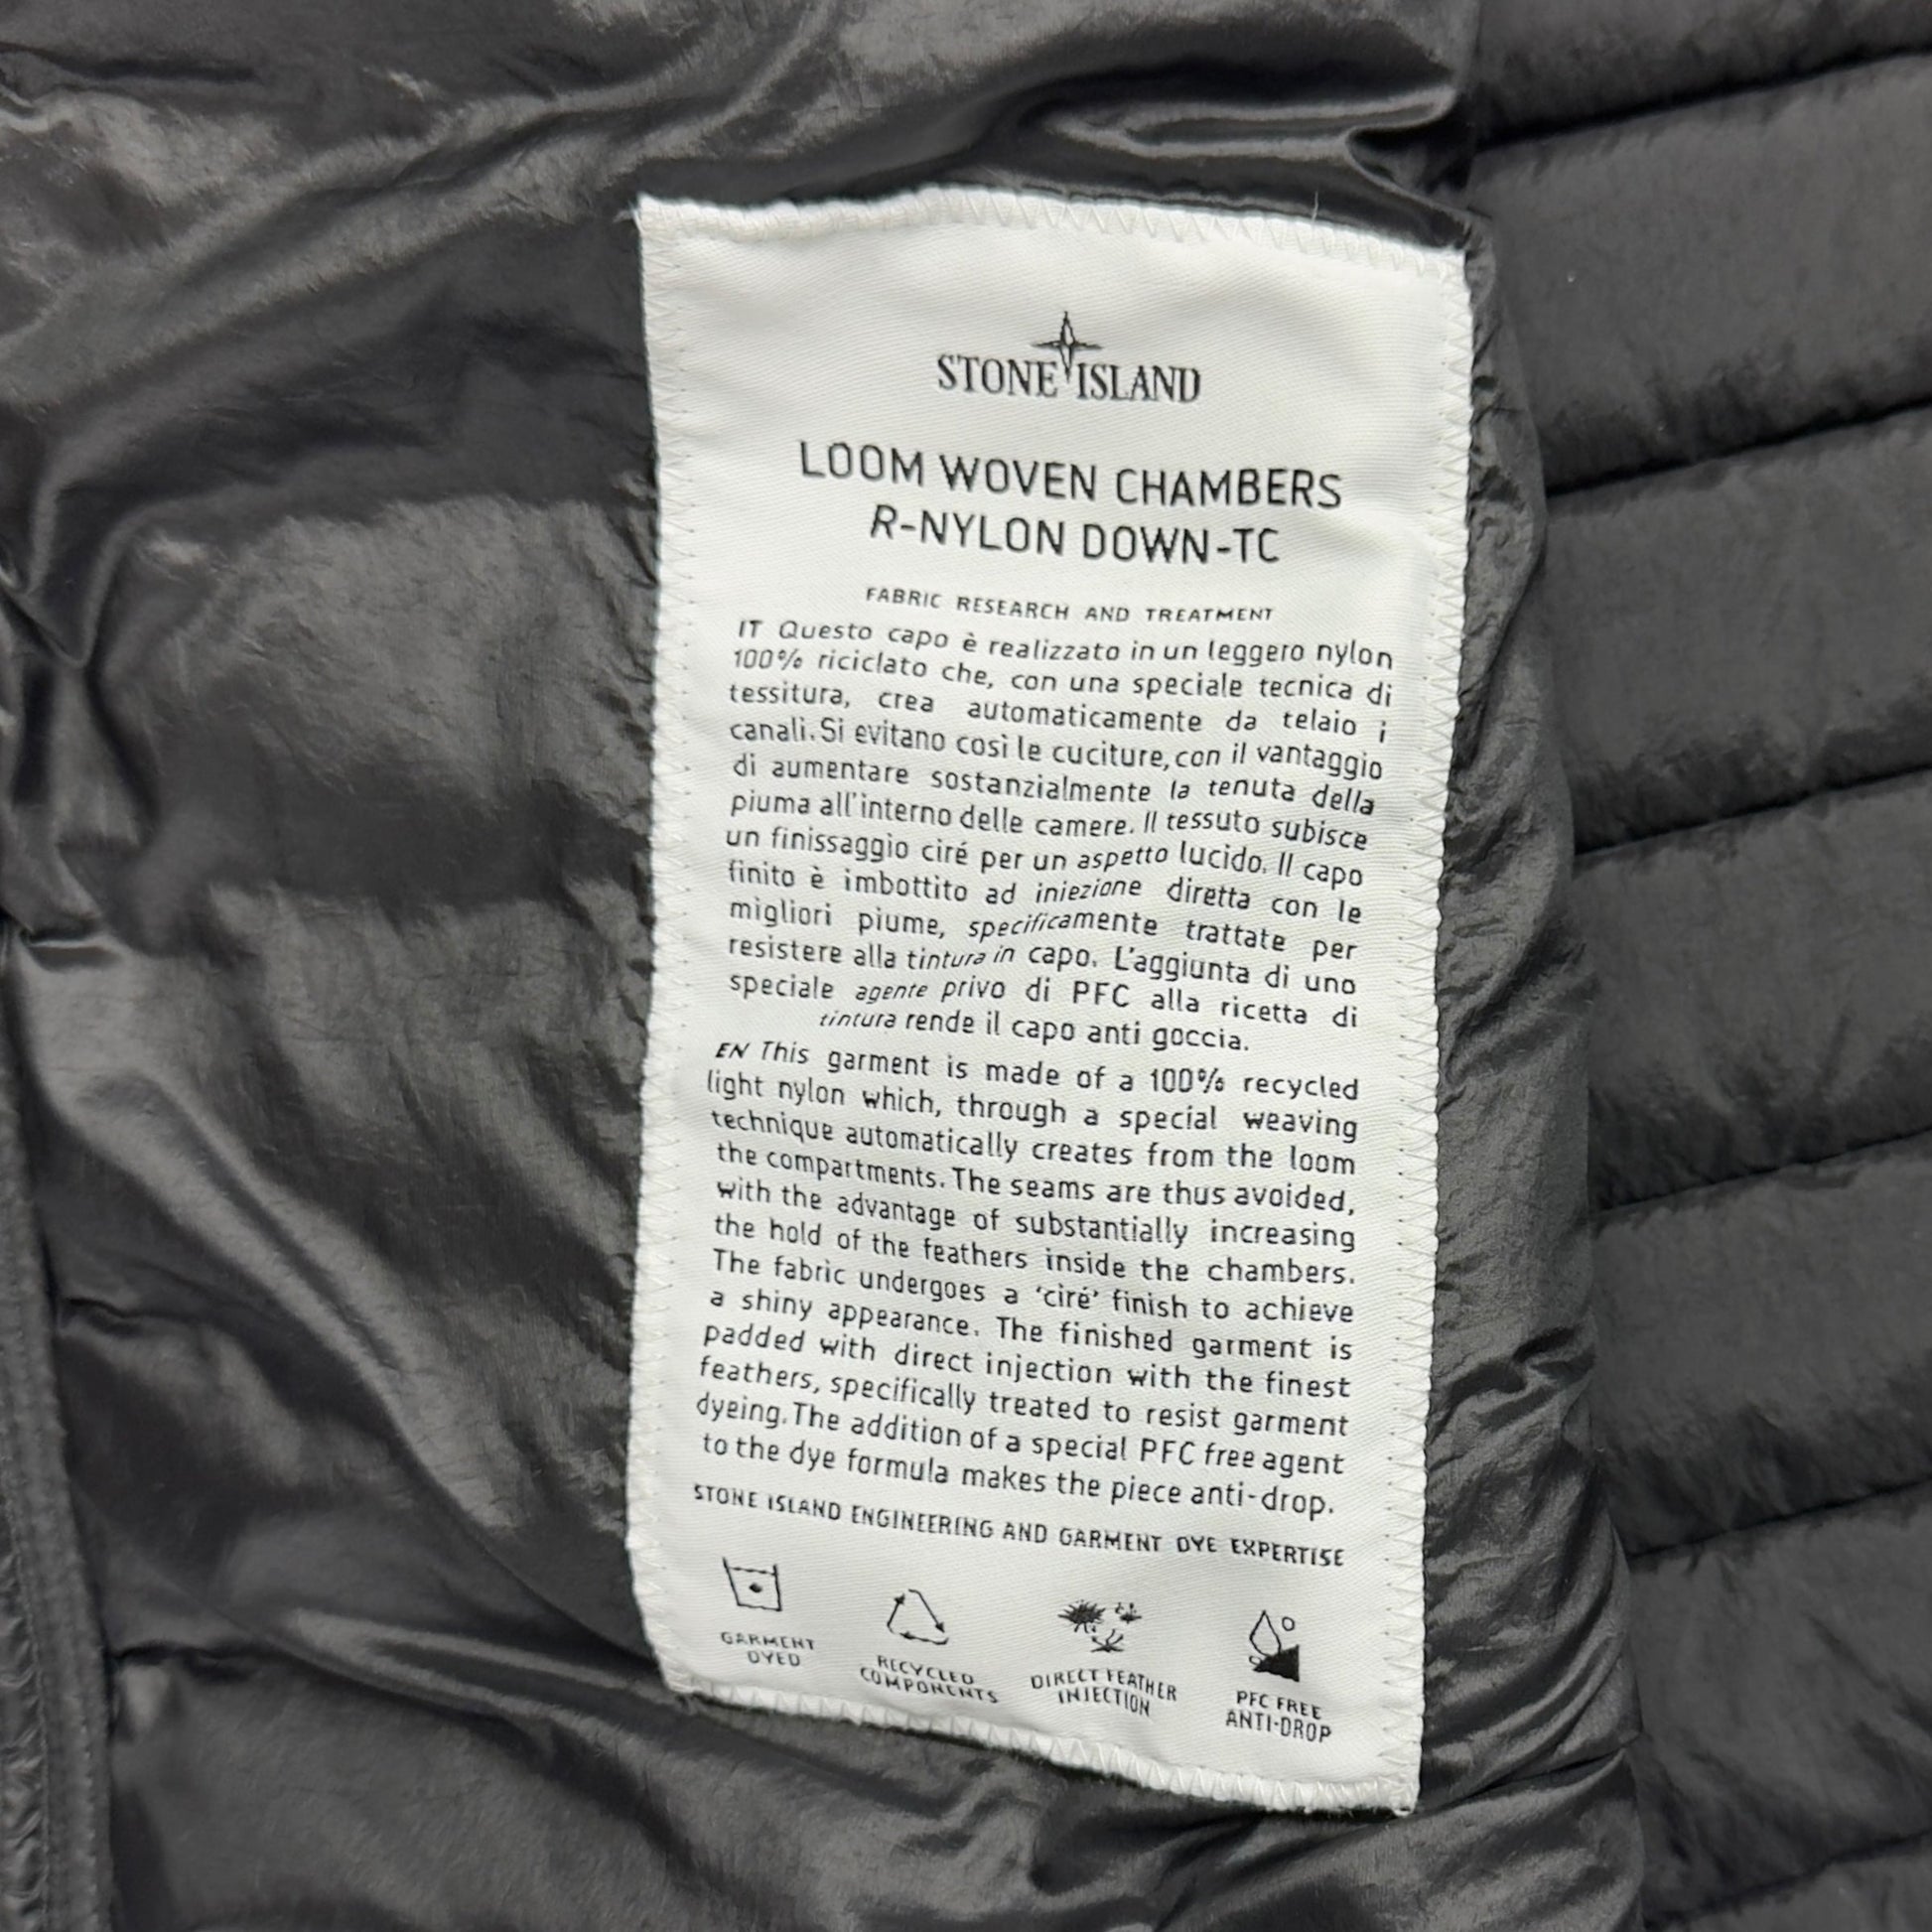 STONE ISLAND
LOOM WOVEN CHAMBERS
R-NYLON DOWN-TC
FABRIC RESEARCH AND TREATMENT
IT Questo capo è realizzato in un leggero nylon
100% riciclato che, con una speciale tecnica di
tessitura, crea automaticamente da telaio i
canali. Si evitano così le cuciture, con il vantaggio
di aumentare sostanzialmente la tenuta della
piuma all'interno delle camere. Il tessuto subisce
un finissaggio ciré per un aspetto lucido. Il capo
finito è imbottito ad iniezione diretta con le
migliori piume, specificamente trattate per
resistere alla tintura in capo. L'aggiunta di uno
speciale agente privo di PFC alla ricetta di
tintura rende il capo anti goccia.
EN This garment is made of a 100% recycled
light nylon which, through a special weaving
technique automatically creates from the loom
the compartments. The seams are thus avoided,
with the advantage of substantially increasing
the hold of the feathers inside the chambers.
The fabric undergoes a 'ciré' finish to achieve
a shiny appearance. The finished garment is
padded with direct injection with the finest
feathers, specifically treated to resist garment
dyeing. The addition of a special PFC free agent
to the dye formula makes the piece anti-drop.
STONE ISLAND ENGINEERING AND GARMENT DYE EXPERTISE
GARMENT
DYED
RECYCLED
COMPONENTS
DIRECT FEATHER
INJECTION
PFC FREE
ANTI-DROP